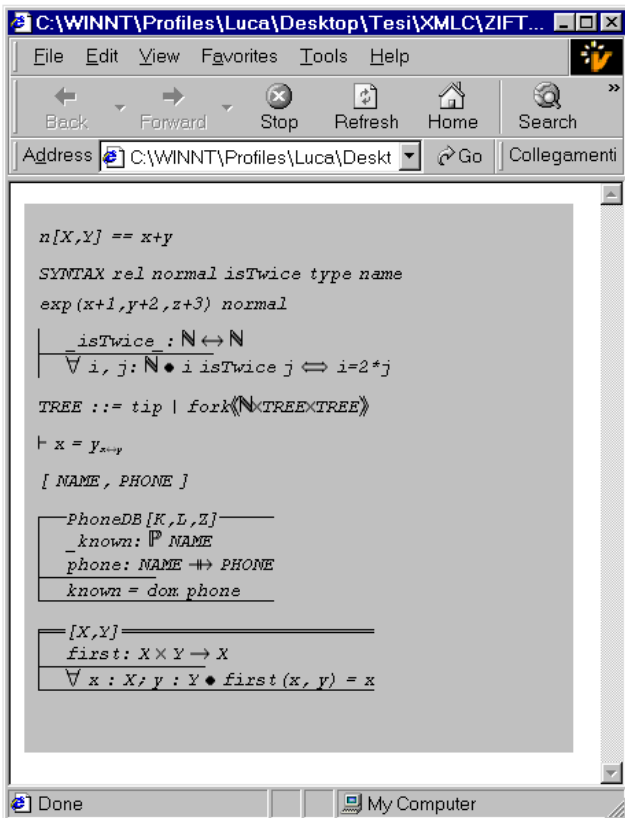 C:\WINNT\Profiles\Luca\Desktop\Tesi\XMLC\ZIFT...
File Edit View Favorites Tools Help
Back Forward Stop Refresh Home Search »
Address C:\WINNT\Profiles\Luca\Deskt Go Collegamenti
n[X,Y] == x+y
SYNTAX rel normal isTwice type name
exp(x+1,y+2,z+3) normal
_isTwice_: ℕ ↔ ℕ
∀ i, j: ℕ ● i isTwice j ⟺ i=2*j
TREE ::= tip | fork⟪ℕ×TREE×TREE⟫
⊢ x = y x↔y
[ NAME, PHONE ]
PhoneDB[K,L,Z]
_known: ℙ NAME
phone: NAME ⇸ PHONE
known = dom phone
[X,Y]
first: X × Y → X
∀ x : X; y : Y ● first(x, y) = x
Done My Computer